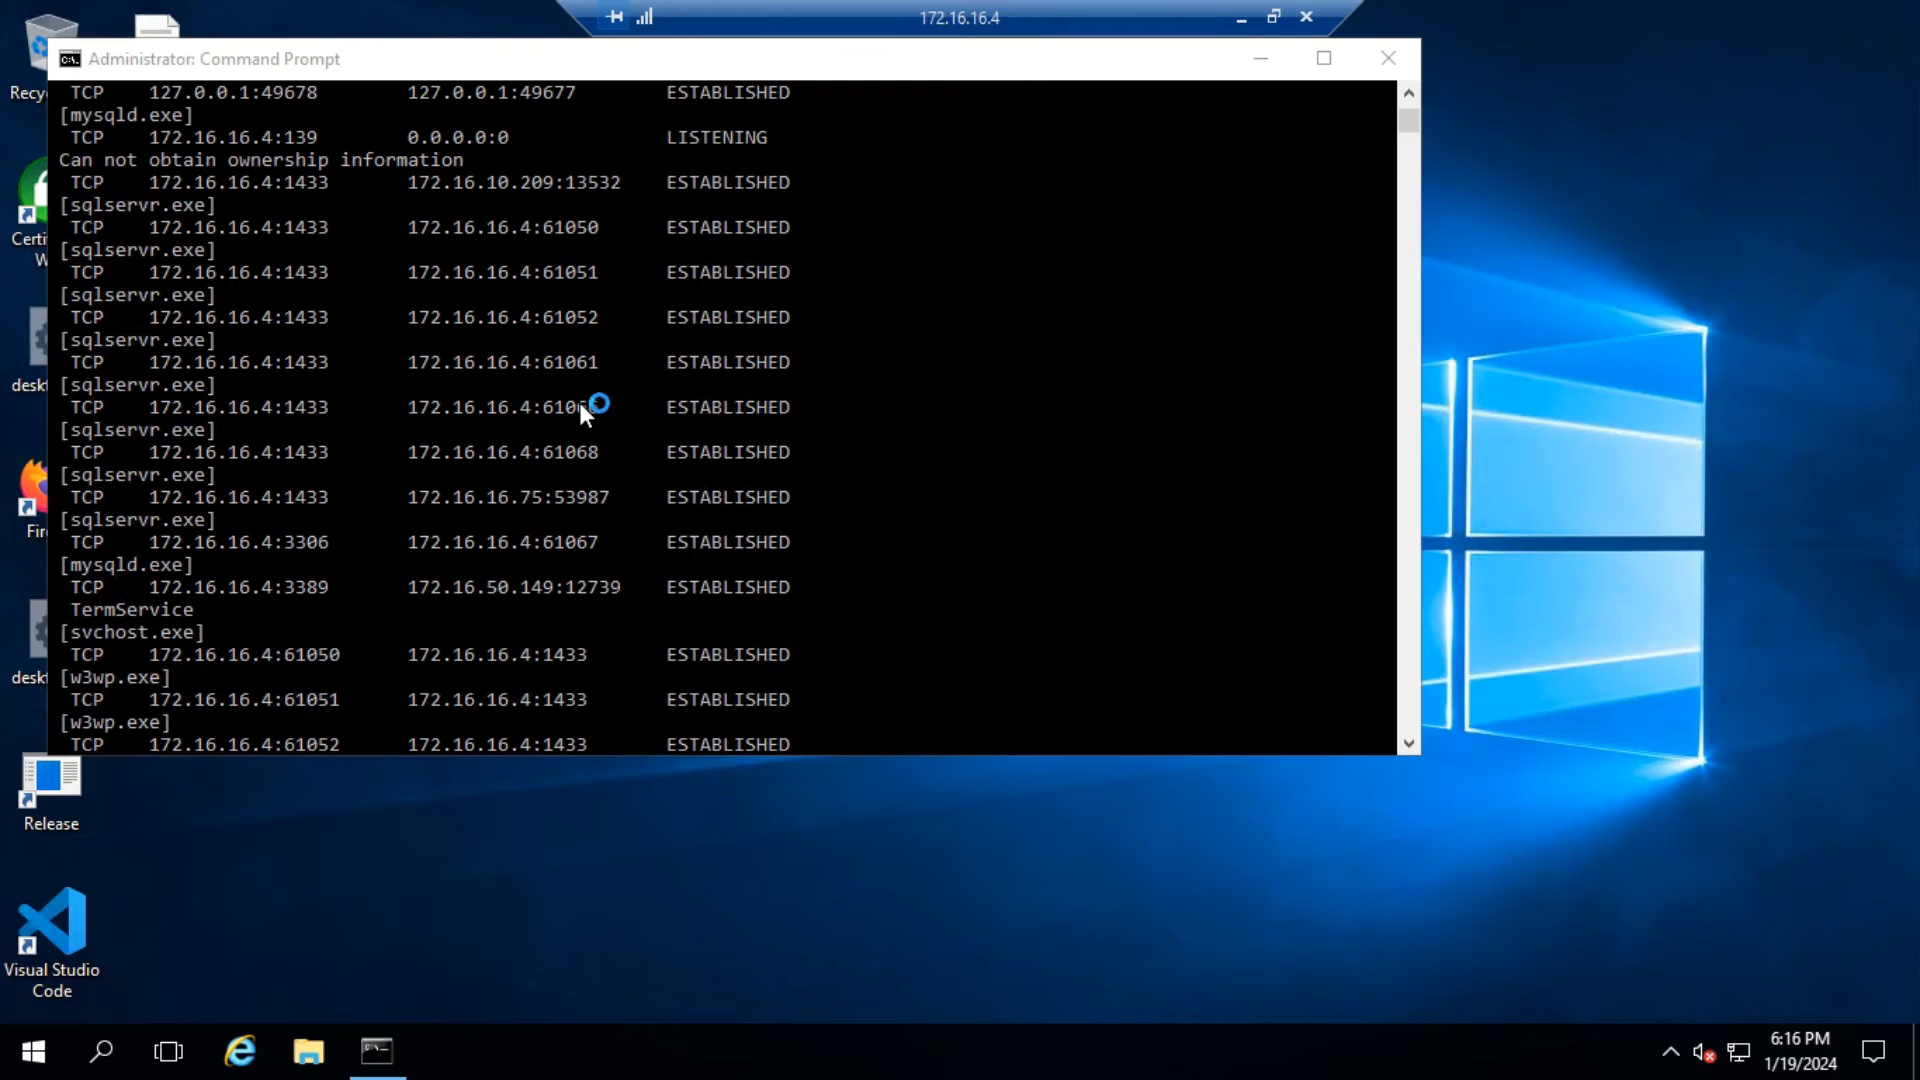 172.16.16.4
Administrator: Command Prompt
TCP 127.0.0.1:49678 127.0.0.1:49677 ESTABLISHED
[mysqld.exe]
TCP 172.16.16.4:139 0.0.0.0:0 LISTENING
Can not obtain ownership information
TCP 172.16.16.4:1433 172.16.10.209:13532 ESTABLISHED
[sqlservr.exe]
TCP 172.16.16.4:1433 172.16.16.4:61050 ESTABLISHED
[sqlservr.exe]
TCP 172.16.16.4:1433 172.16.16.4:61051 ESTABLISHED
[sqlservr.exe]
TCP 172.16.16.4:1433 172.16.16.4:61052 ESTABLISHED
[sqlservr.exe]
TCP 172.16.16.4:1433 172.16.16.4:61061 ESTABLISHED
[sqlservr.exe]
TCP 172.16.16.4:1433 ESTABLISHED
[sqlservr.exe]
TCP 172.16.16.4:1433 172.16.16.4:61068 ESTABLISHED
[sqlservr.exe]
TCP 172.16.16.4:1433 172.16.16.75:53987 ESTABLISHED
[sqlservr.exe]
TCP 172.16.16.4:3306 172.16.16.4:61067 ESTABLISHED
[mysqld.exe]
TCP 172.16.16.4:3389 172.16.50.149:12739 ESTABLISHED
TermService
[svchost.exe]
TCP 172.16.16.4:61050 172.16.16.4:1433 ESTABLISHED
[w3wp.exe]
TCP 172.16.16.4:61051 172.16.16.4:1433 ESTABLISHED
[w3wp.exe]
TCP 172.16.16.4:61052 172.16.16.4:1433 ESTABLISHED
Recy
Certi
W
desk
Fire
desk
Release
Visual Studio
Code
6:16 PM
1/19/2024